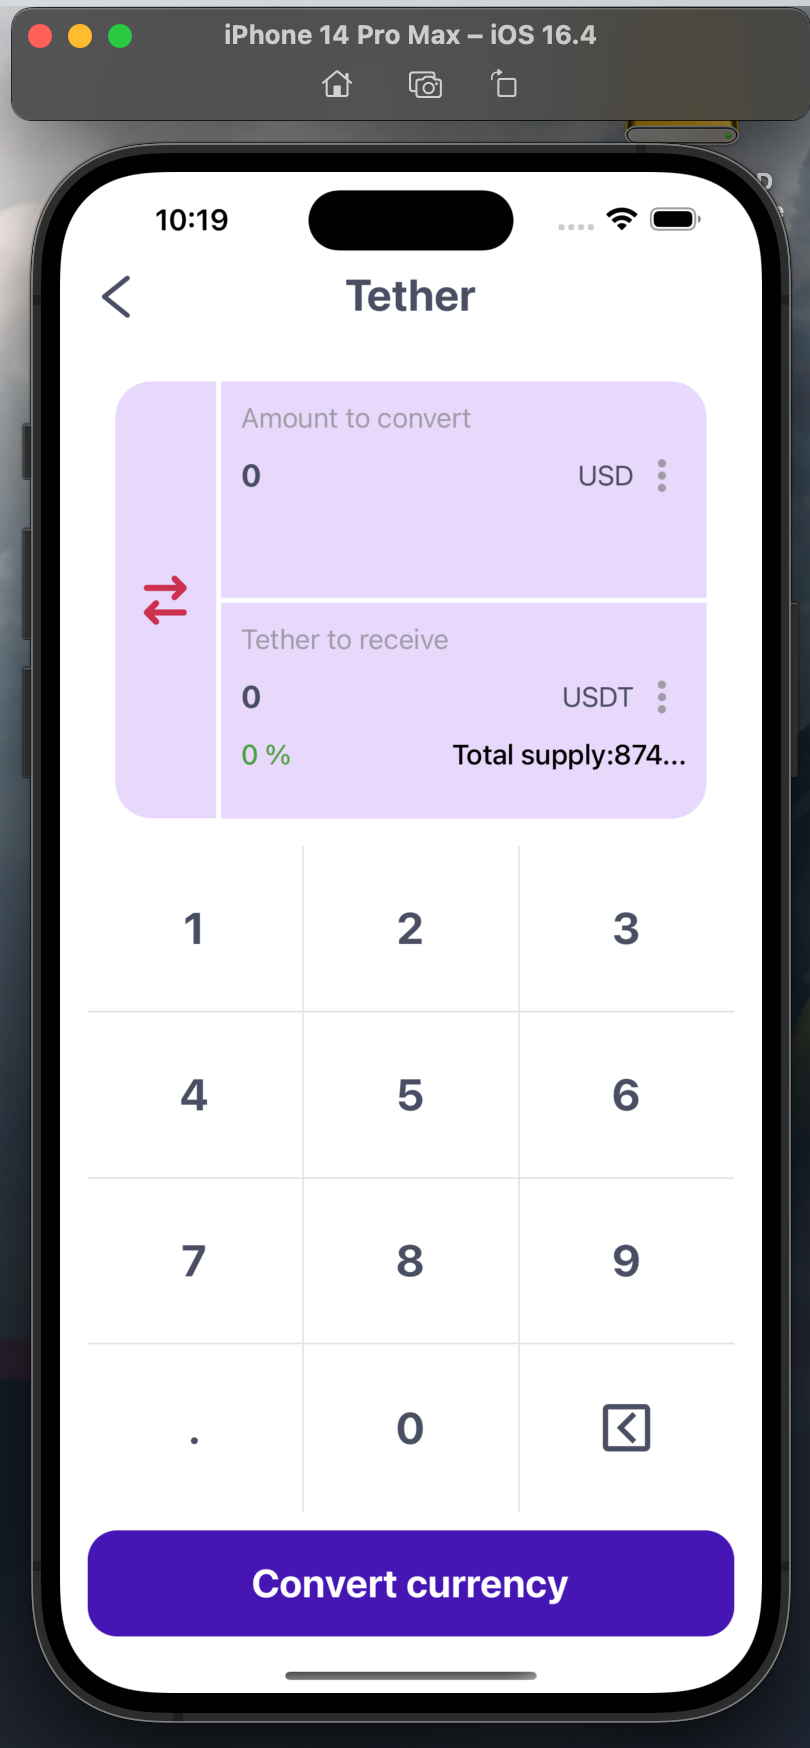 iPhone 14 Pro Max – iOS 16.4
10:19
Tether
Amount to convert
0 USD
Tether to receive
0 USDT
0 % Total supply:874...
1 2 3
4 5 6
7 8 9
. 0
Convert currency